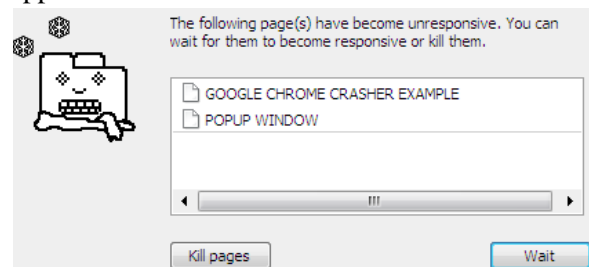 The following page(s) have become unresponsive. You can
wait for them to become responsive or kill them.
GOOGLE CHROME CRASHER EXAMPLE
POPUP WINDOW
Kill pages
Wait